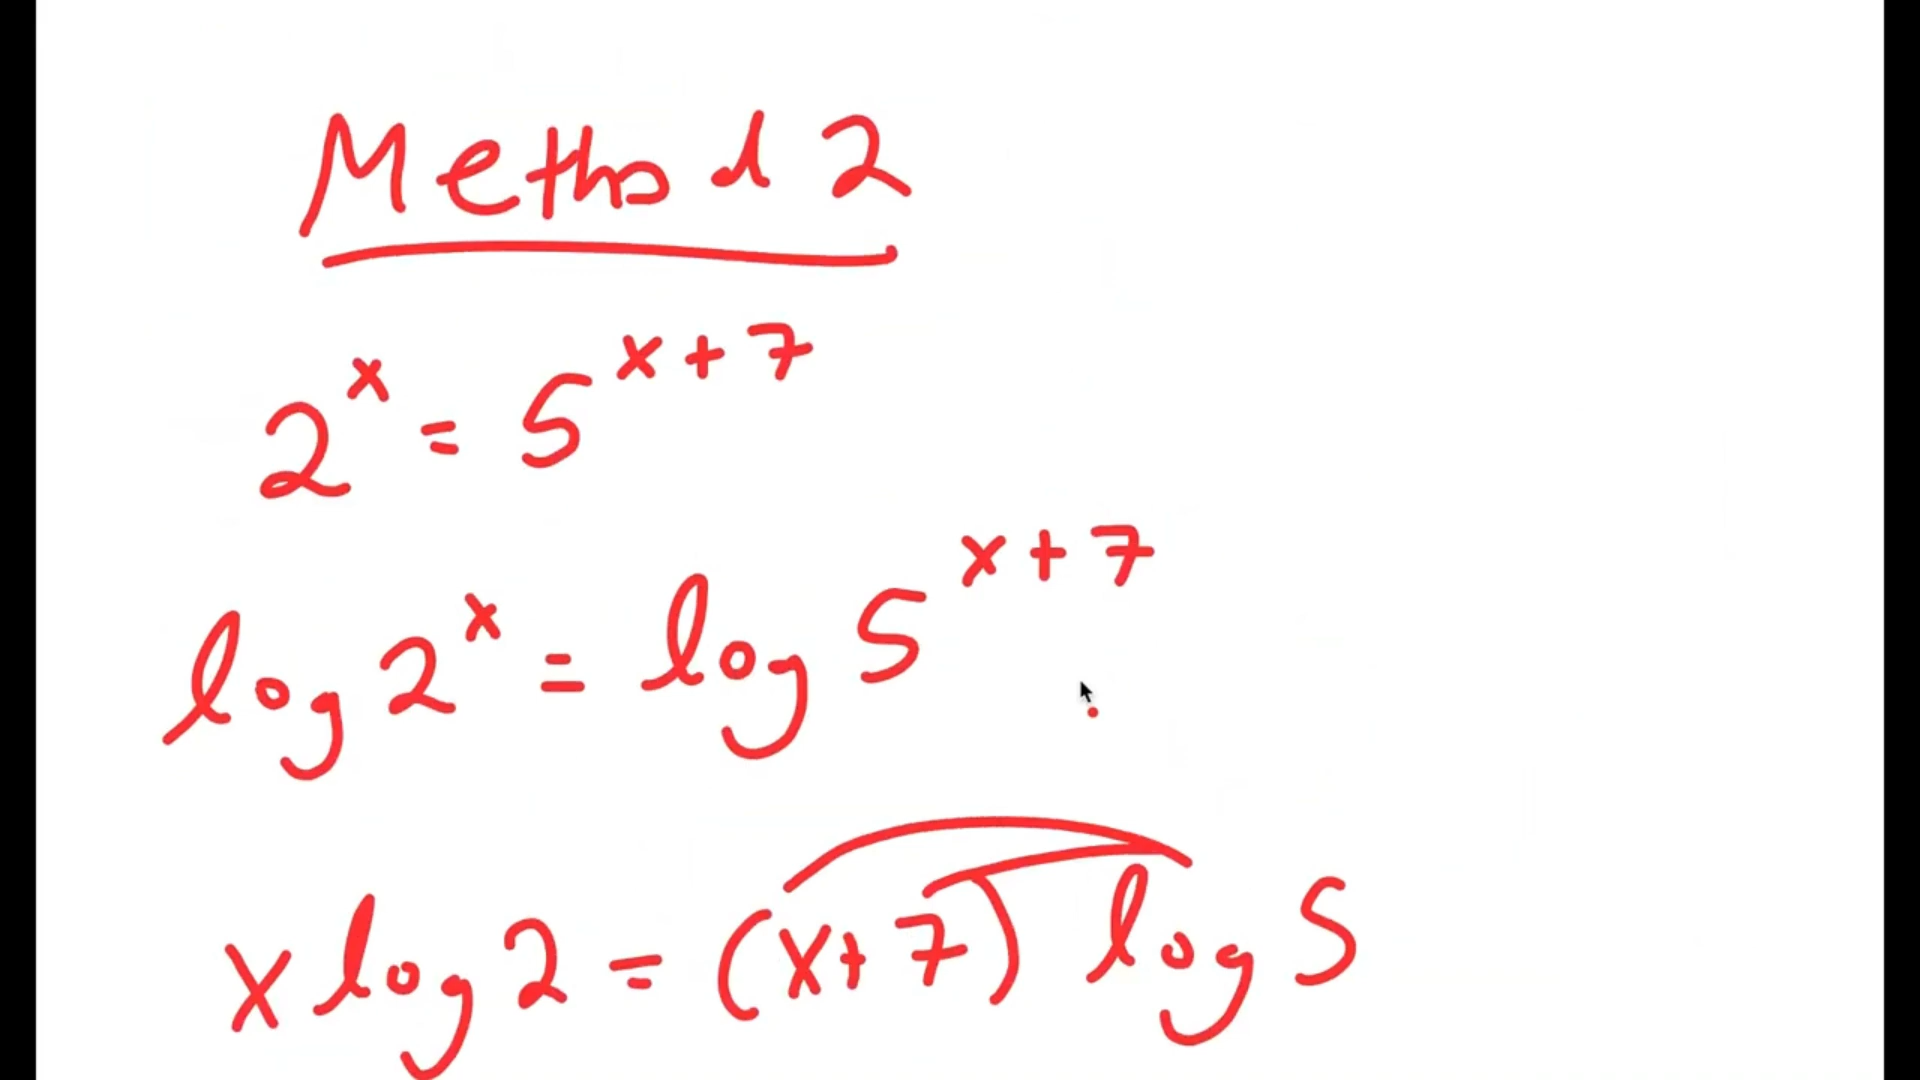 Method 2
2^x = 5^{x+7}
log 2^x = log 5^{x+7}
x log 2 = (x+7) log 5